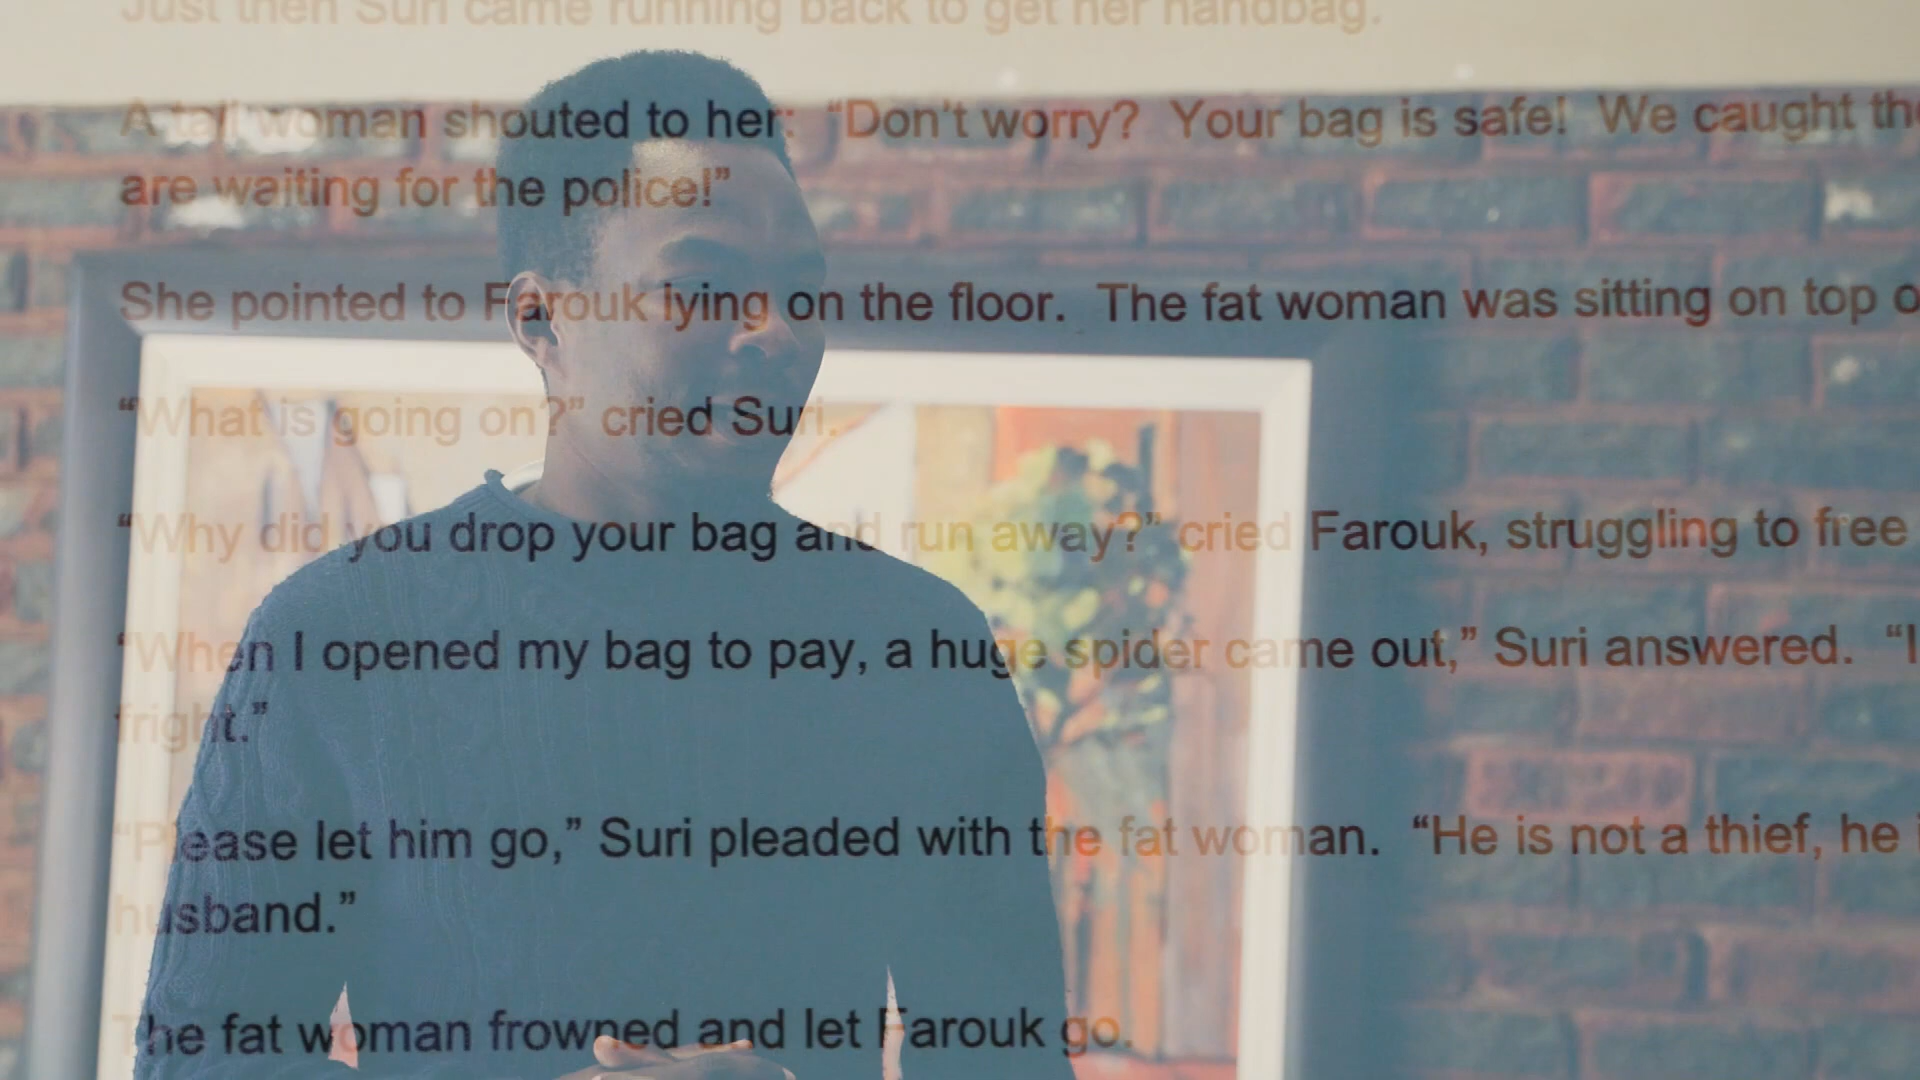 Just then Suri came running back to get her handbag.
A tall woman shouted to her: “Don't worry? Your bag is safe! We caught
are waiting for the police!”
She pointed to Farouk lying on the floor. The fat woman was sitting on top
“What is going on?” cried Suri.
“Why did you drop your bag and run away?” cried Farouk, struggling to free
“When I opened my bag to pay, a huge spider came out,” Suri answered. “I
fright.”
“Please let him go,” Suri pleaded with the fat woman. “He is not a thief, he
husband.”
The fat woman frowned and let Farouk go.